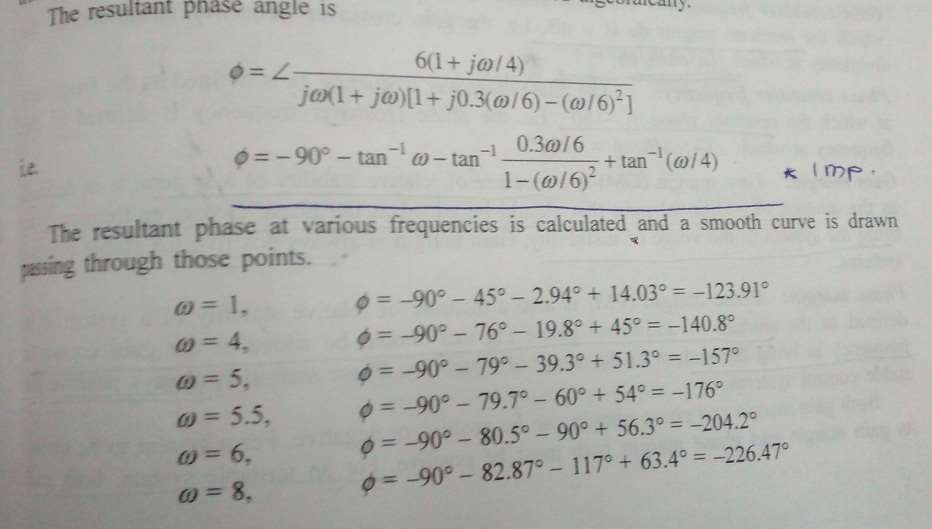 The resultant phase angle is
ϕ = ∠ 6(1 + jω/4) / jω(1 + jω)[1 + j0.3(ω/6) − (ω/6)²]
i.e. ϕ = − 90° − tan⁻¹ ω − tan⁻¹ 0.3ω/6 / 1 − (ω/6)² + tan⁻¹(ω/4) * Imp.
The resultant phase at various frequencies is calculated and a smooth curve is drawn
passing through those points.
ω = 1, ϕ = –90° – 45° – 2.94° + 14.03° = –123.91°
ω = 4, ϕ = –90° – 76° – 19.8° + 45° = –140.8°
ω = 5, ϕ = –90° – 79° – 39.3° + 51.3° = –157°
ω = 5.5, ϕ = –90° – 79.7° – 60° + 54° = –176°
ω = 6, ϕ = –90° – 80.5° – 90° + 56.3° = –204.2°
ω = 8, ϕ = –90° – 82.87° – 117° + 63.4° = –226.47°